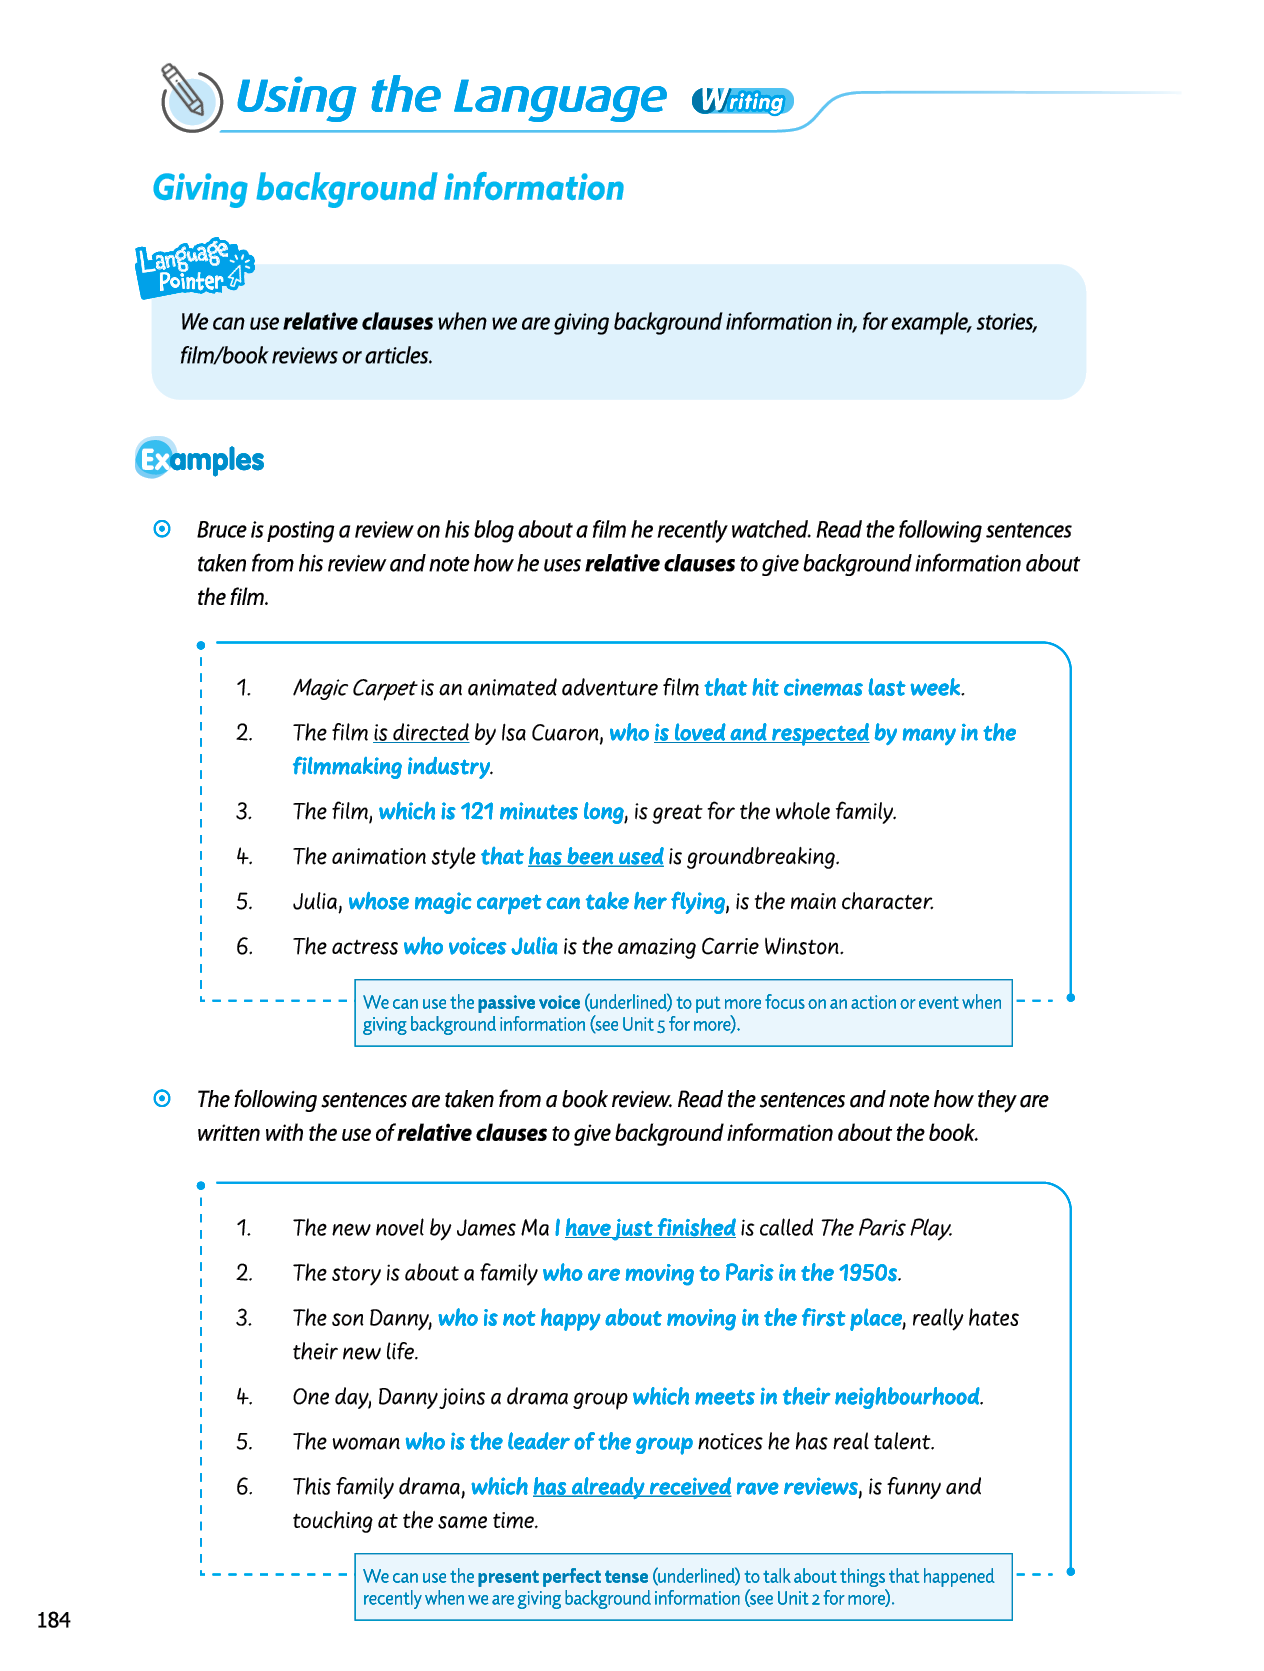 Using the Language Writing
Giving background information
Language
Pointer
We can use relative clauses when we are giving background information in, for example, stories,
film/book reviews or articles.
Examples
Bruce is posting a review on his blog about a film he recently watched. Read the following sentences
taken from his review and note how he uses relative clauses to give background information about
the film.
1. Magic Carpet is an animated adventure film that hit cinemas last week.
2. The film is directed by Isa Cuaron, who is loved and respected by many in the
filmmaking industry.
3. The film, which is 121 minutes long, is great for the whole family.
4. The animation style that has been used is groundbreaking.
5. Julia, whose magic carpet can take her flying, is the main character.
6. The actress who voices Julia is the amazing Carrie Winston.
We can use the passive voice (underlined) to put more focus on an action or event when
giving background information (see Unit 5 for more).
The following sentences are taken from a book review. Read the sentences and note how they are
written with the use of relative clauses to give background information about the book.
1. The new novel by James Ma I have just finished is called The Paris Play.
2. The story is about a family who are moving to Paris in the 1950s.
3. The son Danny, who is not happy about moving in the first place, really hates
their new life.
4. One day, Danny joins a drama group which meets in their neighbourhood.
5. The woman who is the leader of the group notices he has real talent.
6. This family drama, which has already received rave reviews, is funny and
touching at the same time.
We can use the present perfect tense (underlined) to talk about things that happened
recently when we are giving background information (see Unit 2 for more).
184